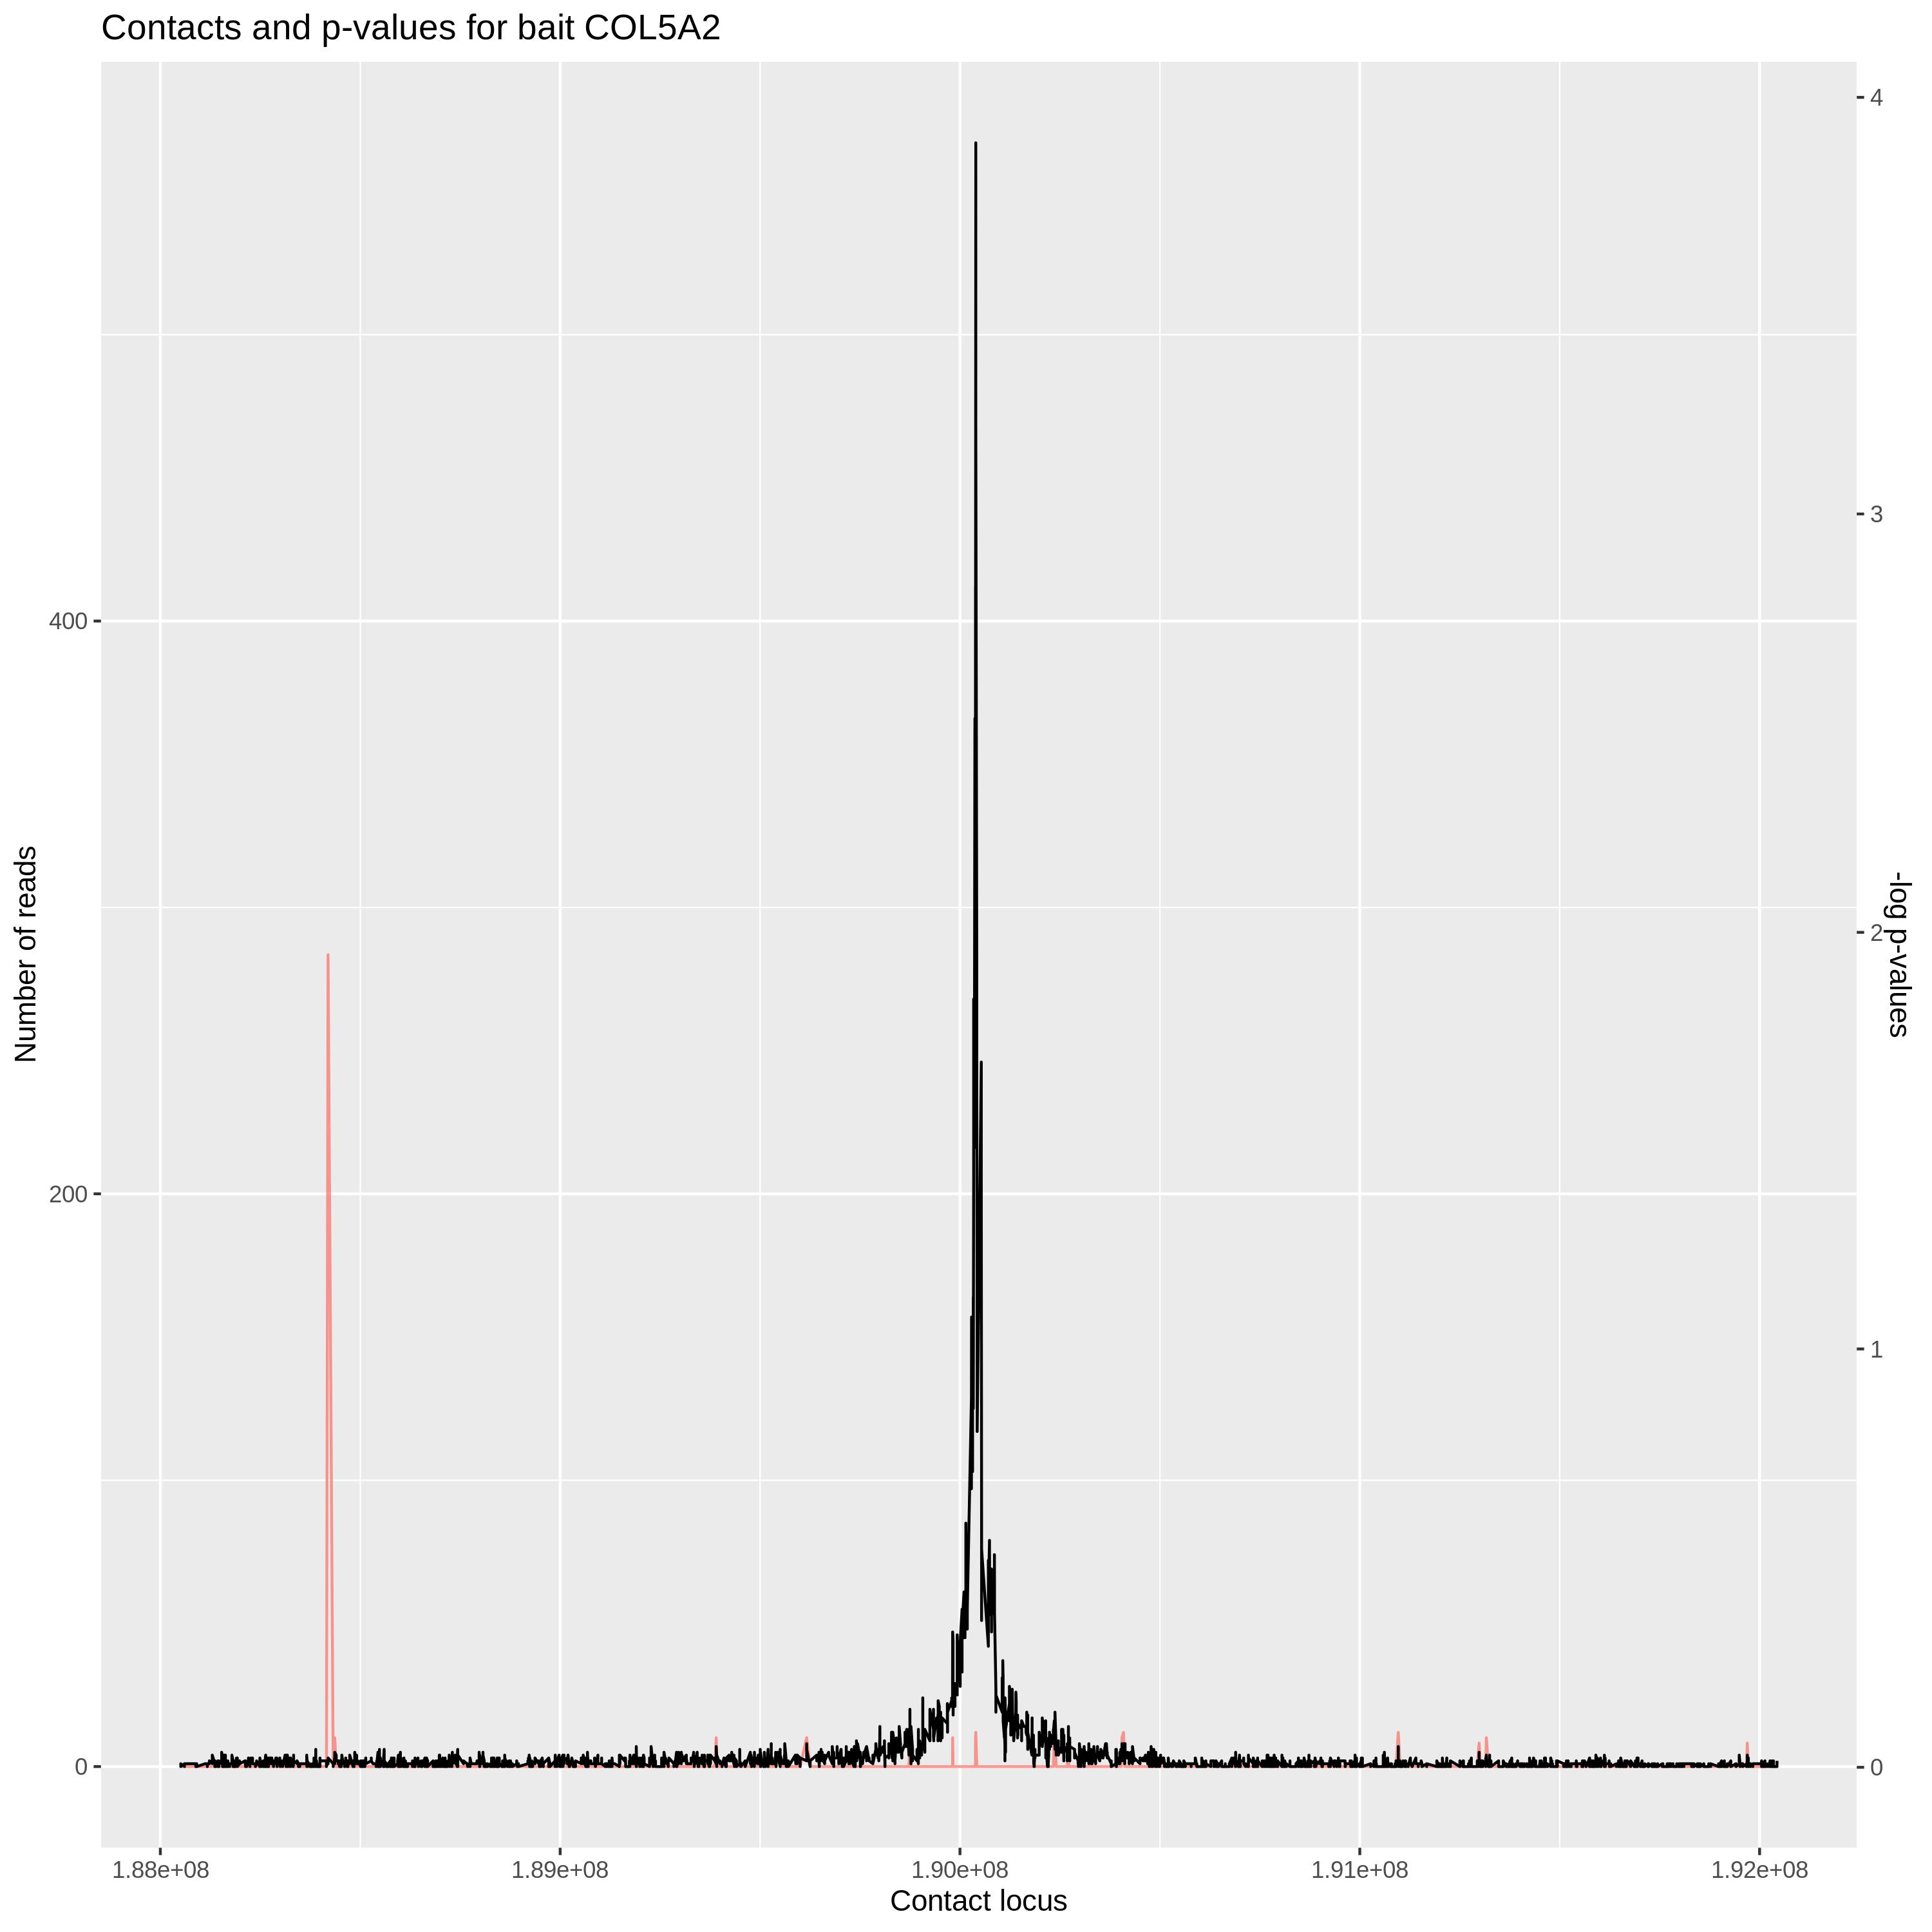 Contacts and p-values for bait COL5A2
4
3
400
Number of reads
-log p-values
2
200
1
0
0
1.88e+08
1.89e+08
1.90e+08
1.91e+08
1.92e+08
Contact locus